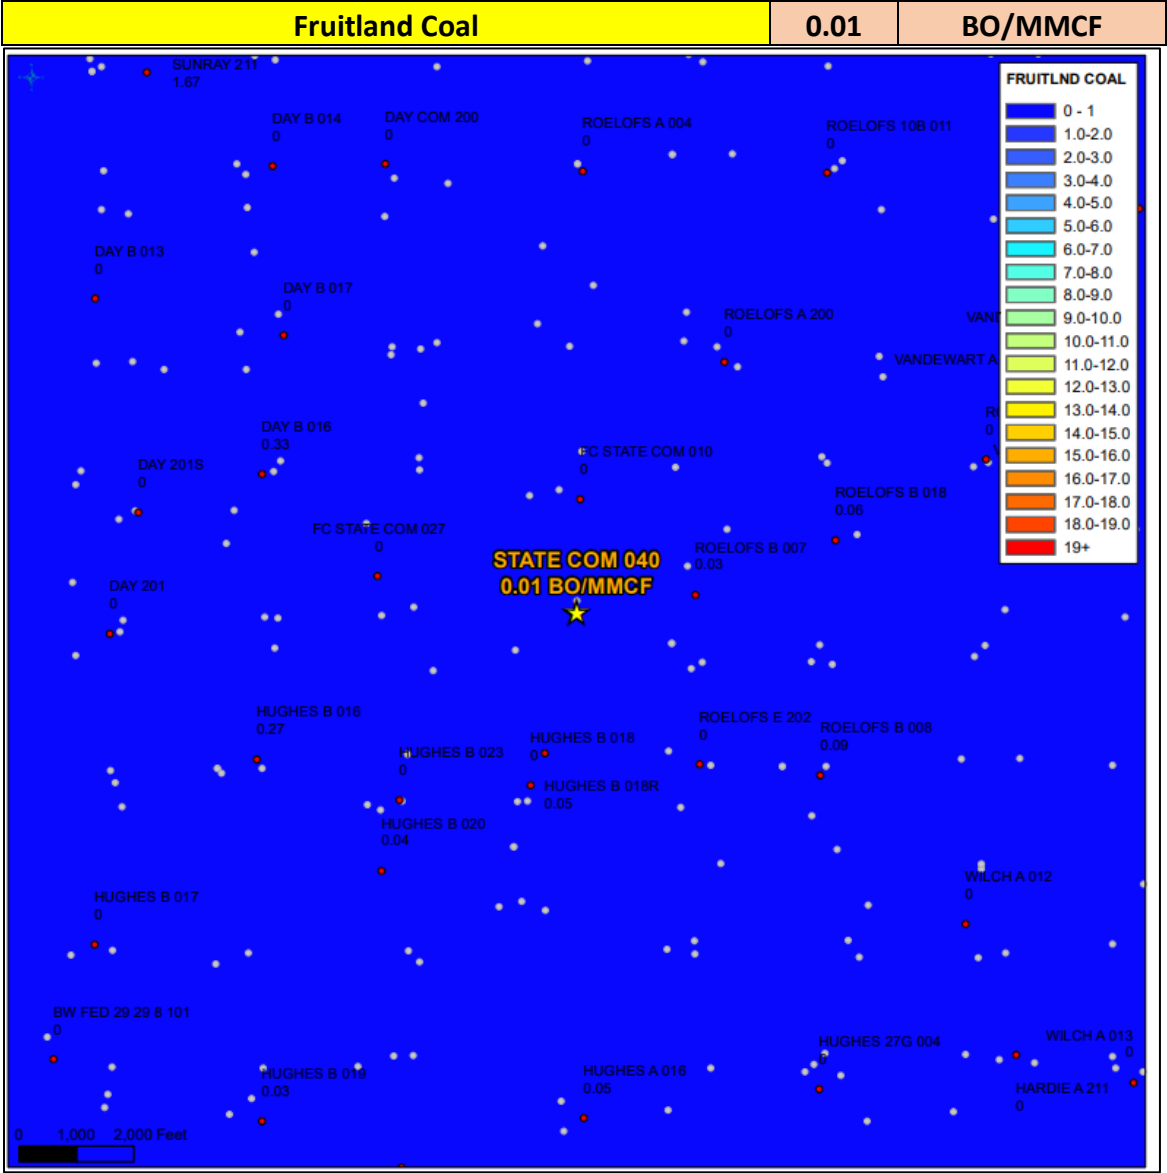 Fruitland Coal 0.01 BO/MMCF
SUNRAY 211
1.67
FRUITLND COAL
0 - 1
1.0-2.0
2.0-3.0
3.0-4.0
4.0-5.0
5.0-6.0
6.0-7.0
7.0-8.0
8.0-9.0
9.0-10.0
10.0-11.0
11.0-12.0
12.0-13.0
13.0-14.0
14.0-15.0
15.0-16.0
16.0-17.0
17.0-18.0
18.0-19.0
19+
DAY B 014
0
DAY COM 200
0
ROELOFS A 004
0
ROELOFS 10B 011
0
DAY B 013
0
DAY B 017
0
ROELOFS A 200
0
VANDEWART A
DAY B 016
0.33
DAY 201S
0
FC STATE COM 010
0
ROELOFS B 018
0.06
FC STATE COM 027
0
STATE COM 040
0.01 BO/MMCF
ROELOFS B 007
0.03
DAY 201
0
HUGHES B 016
0.27
HUGHES B 023
0
HUGHES B 018
0
HUGHES B 018R
0.05
ROELOFS E 202
0
ROELOFS B 008
0.09
HUGHES B 020
0.04
HUGHES B 017
0
WILCH A 012
0
BW FED 29 29 8 101
0
HUGHES B 019
0.03
HUGHES A 016
0.05
HUGHES 27G 004
0
WILCH A 013
0
HARDIE A 211
0
0 1,000 2,000 Feet